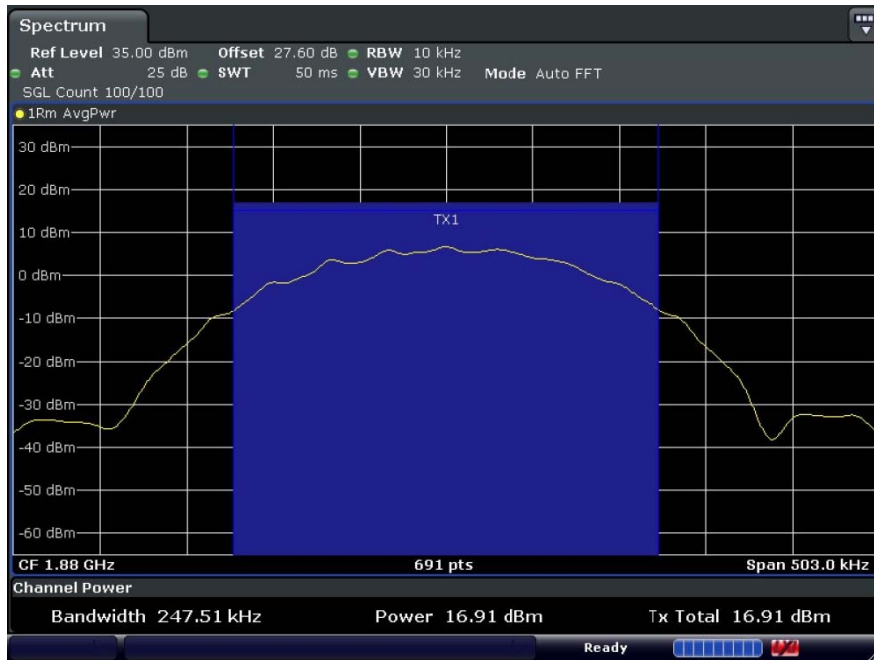 Spectrum
Ref Level 35.00 dBm Offset 27.60 dB RBW 10 kHz
Att 25 dB SWT 50 ms VBW 30 kHz Mode Auto FFT
SGL Count 100/100
1Rm AvgPwr
30 dBm
20 dBm
TX1
10 dBm
0 dBm
-10 dBm
-20 dBm
-30 dBm
-40 dBm
-50 dBm
-60 dBm
CF 1.88 GHz 691 pts Span 503.0 kHz
Channel Power
Bandwidth 247.51 kHz Power 16.91 dBm Tx Total 16.91 dBm
Ready